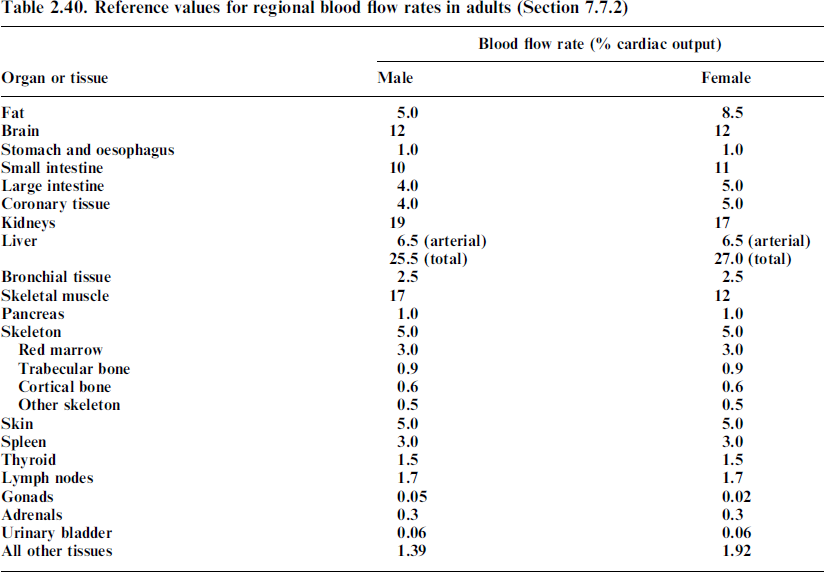 Table 2.40. Reference values for regional blood flow rates in adults (Section 7.7.2)
Blood flow rate (% cardiac output)
Organ or tissue Male Female
Fat 5.0 8.5
Brain 12 12
Stomach and oesophagus 1.0 1.0
Small intestine 10 11
Large intestine 4.0 5.0
Coronary tissue 4.0 5.0
Kidneys 19 17
Liver 6.5 (arterial) 6.5 (arterial)
25.5 (total) 27.0 (total)
Bronchial tissue 2.5 2.5
Skeletal muscle 17 12
Pancreas 1.0 1.0
Skeleton 5.0 5.0
Red marrow 3.0 3.0
Trabecular bone 0.9 0.9
Cortical bone 0.6 0.6
Other skeleton 0.5 0.5
Skin 5.0 5.0
Spleen 3.0 3.0
Thyroid 1.5 1.5
Lymph nodes 1.7 1.7
Gonads 0.05 0.02
Adrenals 0.3 0.3
Urinary bladder 0.06 0.06
All other tissues 1.39 1.92